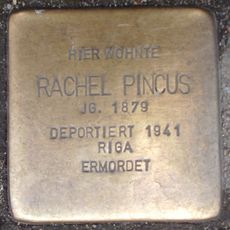 HIER WOHNTE
RACHEL PINCUS
JG. 1879
DEPORTIERT 1941
RIGA
ERMORDET